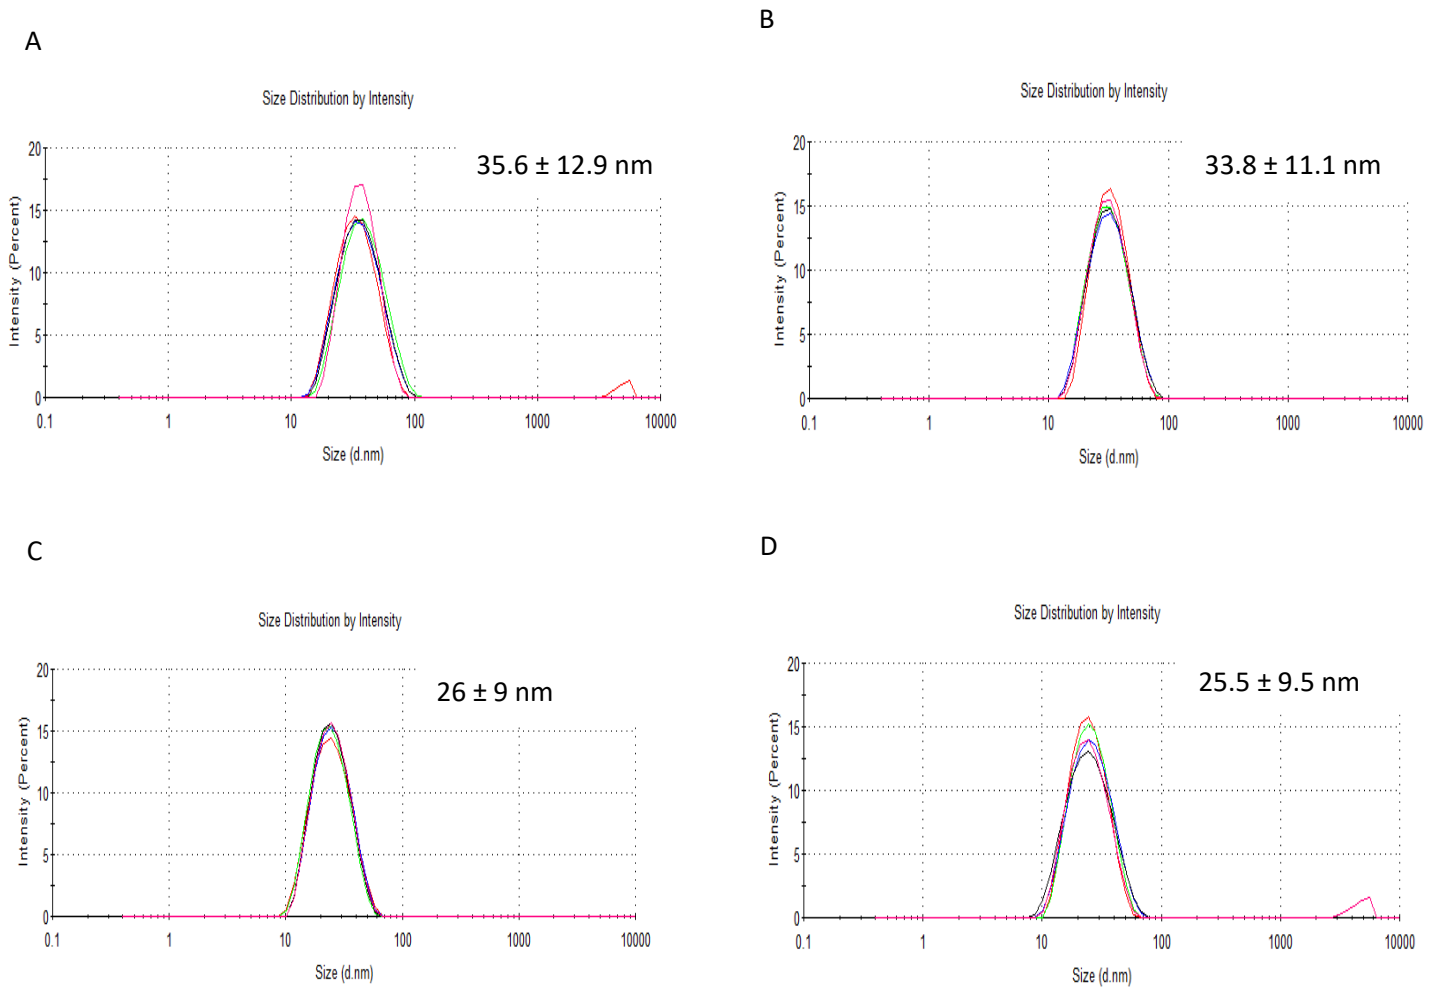 A
Size Distribution by Intensity
35.6 ± 12.9 nm
Intensity (Percent)
20
15
10
5
0
0.1 1 10 100 1000 10000
Size (d.nm)
B
Size Distribution by Intensity
33.8 ± 11.1 nm
Intensity (Percent)
20
15
10
5
0
0.1 1 10 100 1000 10000
Size (d.nm)
C
Size Distribution by Intensity
26 ± 9 nm
Intensity (Percent)
20
15
10
5
0
0.1 1 10 100 1000 10000
Size (d.nm)
D
Size Distribution by Intensity
25.5 ± 9.5 nm
Intensity (Percent)
20
15
10
5
0
0.1 1 10 100 1000 10000
Size (d.nm)